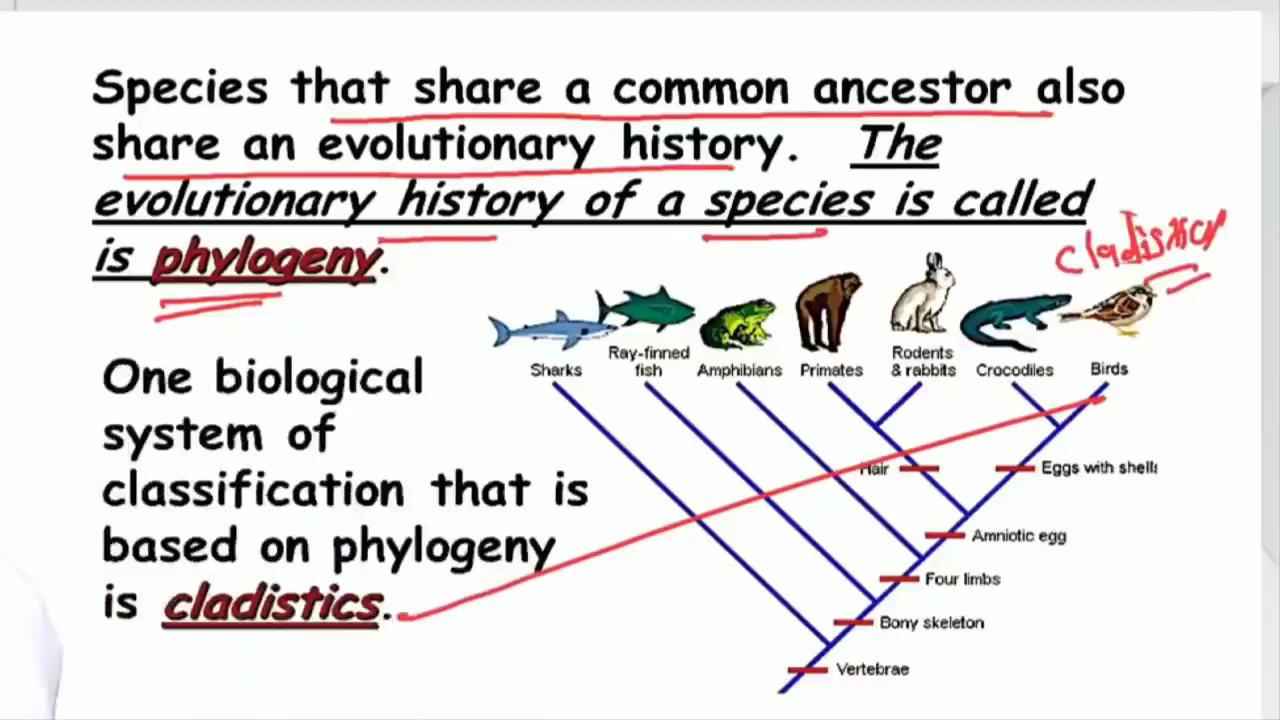 Species that share a common ancestor also
share an evolutionary history. The
evolutionary history of a species is called
is phylogeny.
One biological
system of
classification that is
based on phylogeny
is cladistics.
Sharks
Ray-finned
fish
Amphibians
Primates
Rodents
& rabbits
Crocodiles
Birds
Hair
Eggs with shells
Amniotic egg
Four limbs
Bony skeleton
Vertebrae